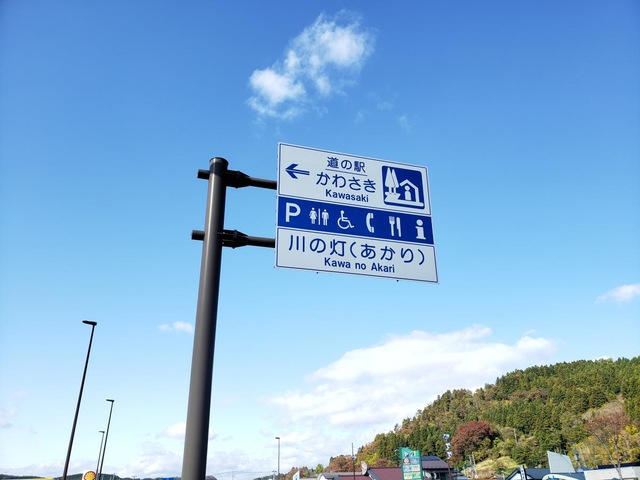 道の駅
かわさき
Kawasaki
P
川の灯(あかり)
Kawa no Akari